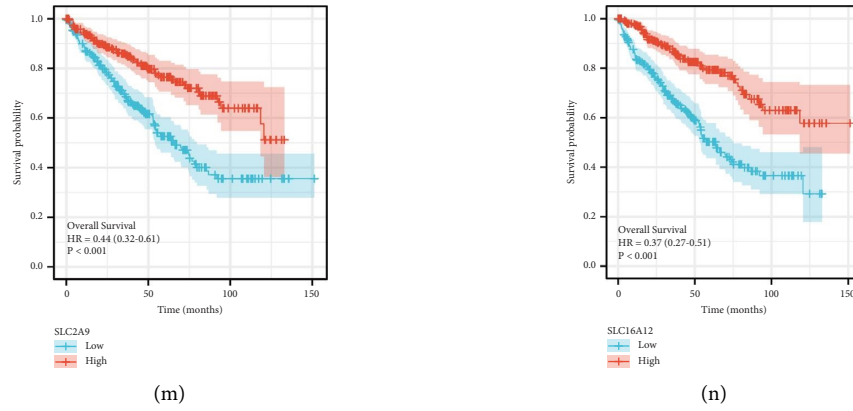 1.0
0.8
0.6
0.4
0.2
0.0
Survival probability
Overall Survival
HR = 0.44 (0.32-0.61)
P < 0.001
0
50
100
150
Time (months)
SLC2A9
Low
High
(m)
1.0
0.8
0.6
0.4
0.2
0.0
Survival probability
Overall Survival
HR = 0.37 (0.27-0.51)
P < 0.001
0
50
100
150
Time (months)
SLC16A12
Low
High
(n)